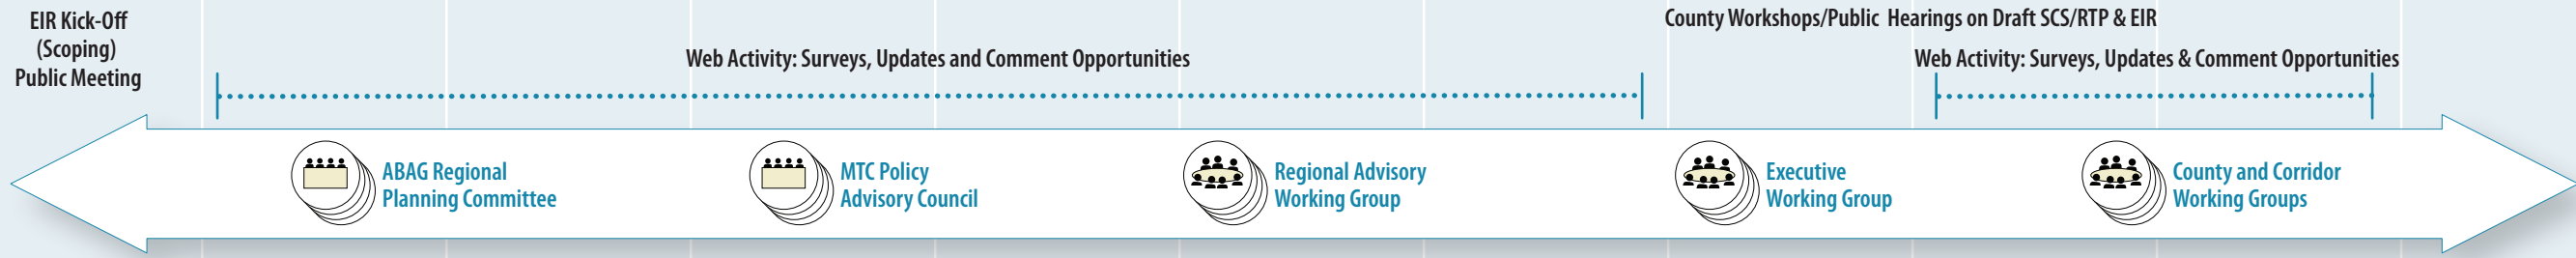 EIR Kick-Off
(Scoping)
Public Meeting
Web Activity: Surveys, Updates and Comment Opportunities
County Workshops/Public Hearings on Draft SCS/RTP & EIR
Web Activity: Surveys, Updates & Comment Opportunities
ABAG Regional
Planning Committee
MTC Policy
Advisory Council
Regional Advisory
Working Group
Executive
Working Group
County and Corridor
Working Groups